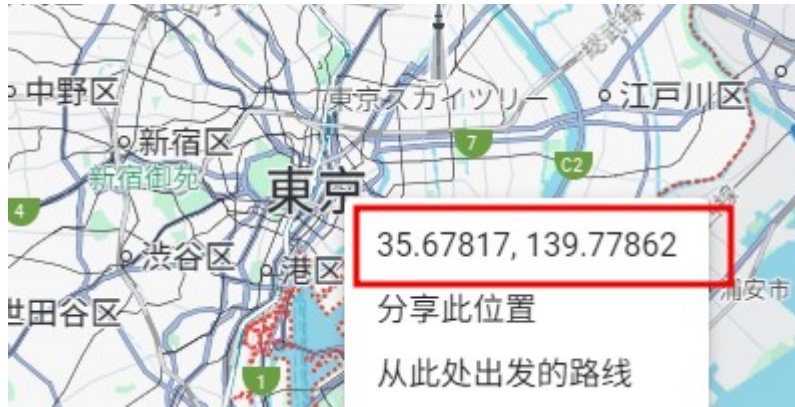 中野区
東京スカイツリー
江戸川区
総武線
新宿区
7
新宿御苑
C2
東京
4
35.67817, 139.77862
渋谷区
港区
浦安市
世田谷区
分享此位置
1
从此处出发的路线